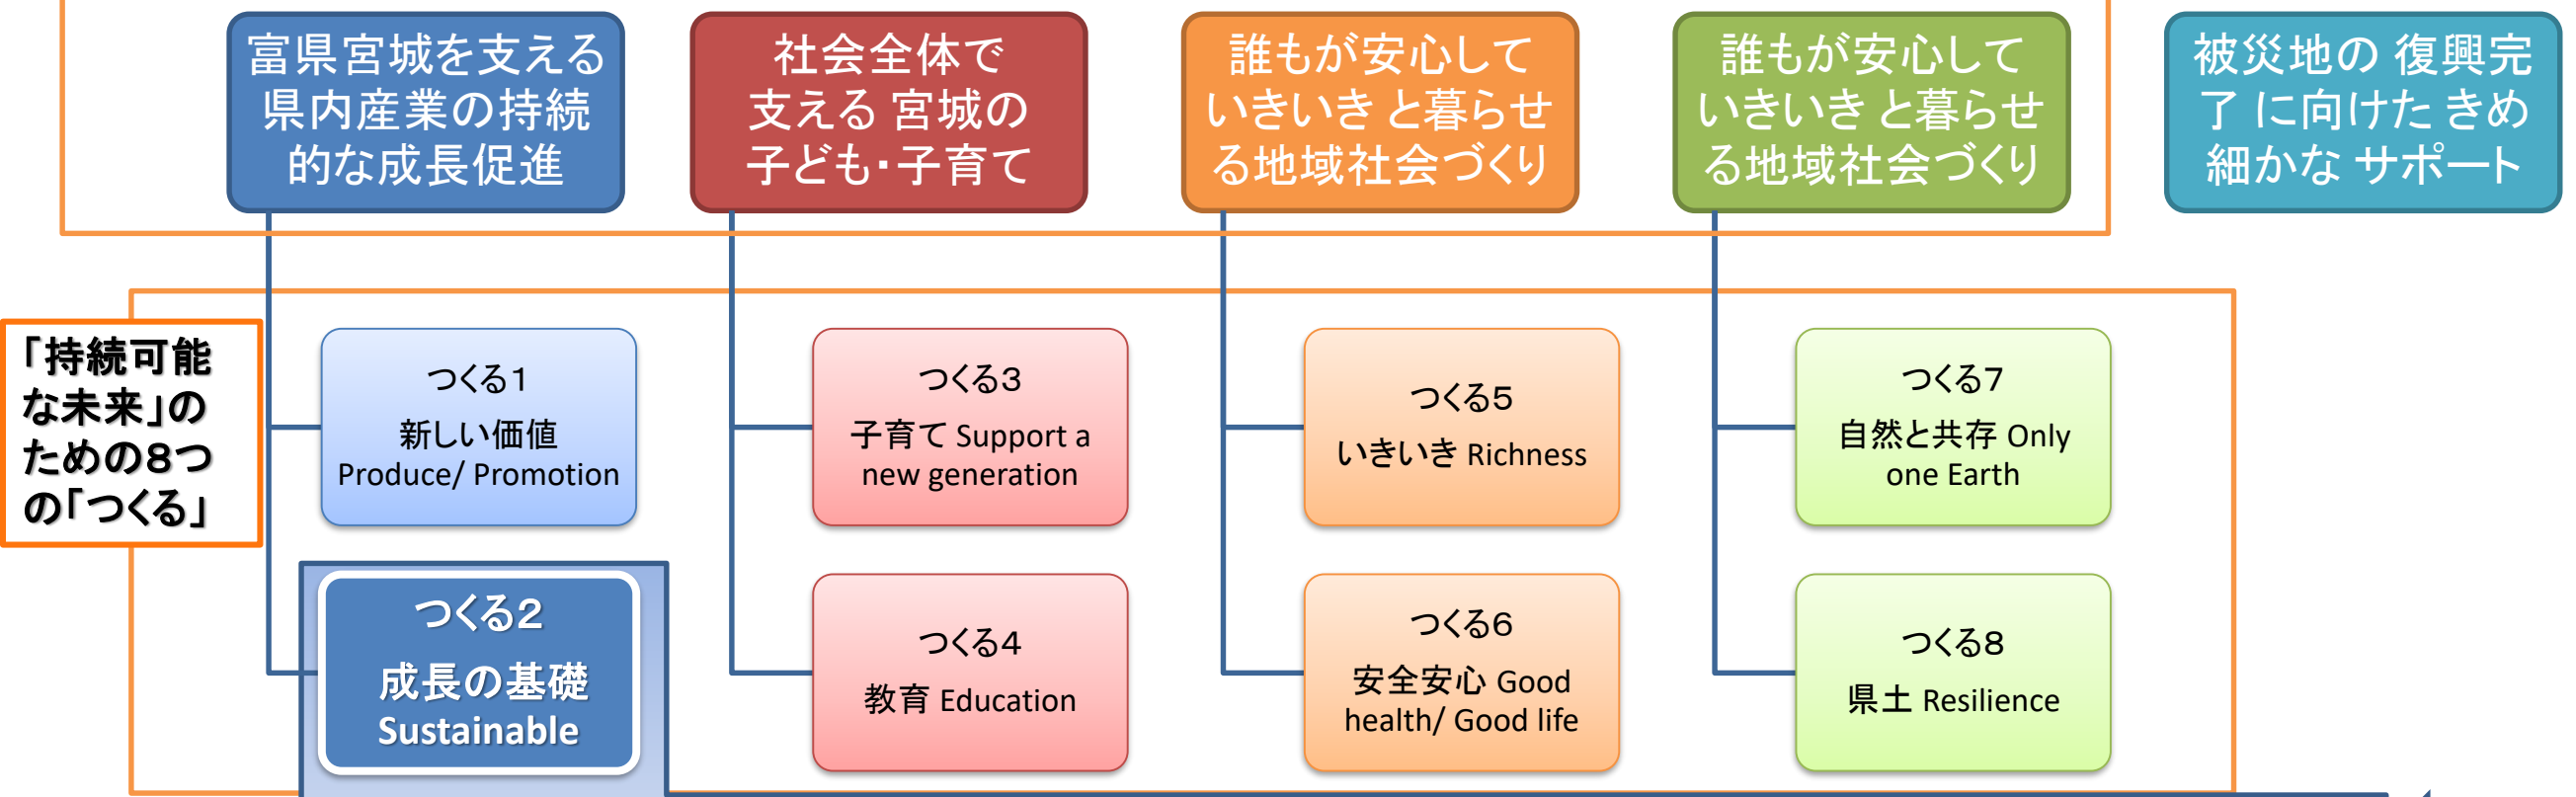 富県宮城を支える
県内産業の持続
的な成長促進
社会全体で
支える 宮城の
子ども・子育て
誰もが安心して
いきいき と暮らせ
る地域社会づくり
誰もが安心して
いきいき と暮らせ
る地域社会づくり
被災地の 復興完
了 に向けた きめ
細かな サポート
「持続可能
な未来」の
ための8つ
の「つくる」
つくる1
新しい価値
Produce/ Promotion
つくる3
子育て Support a
new generation
つくる5
いきいき Richness
つくる7
自然と共存 Only
one Earth
つくる2
成長の基礎
Sustainable
つくる4
教育 Education
つくる6
安全安心 Good
health/ Good life
つくる8
県土 Resilience